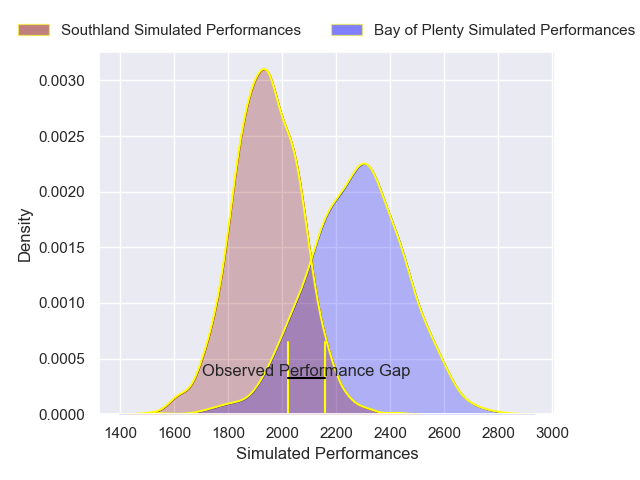 Southland Simulated Performances
Bay of Plenty Simulated Performances
0.0030
0.0025
0.0020
0.0015
0.0010
0.0005
0.0000
Density
Observed Performance Gap
1400 1600 1800 2000 2200 2400 2600 2800 3000
Simulated Performances